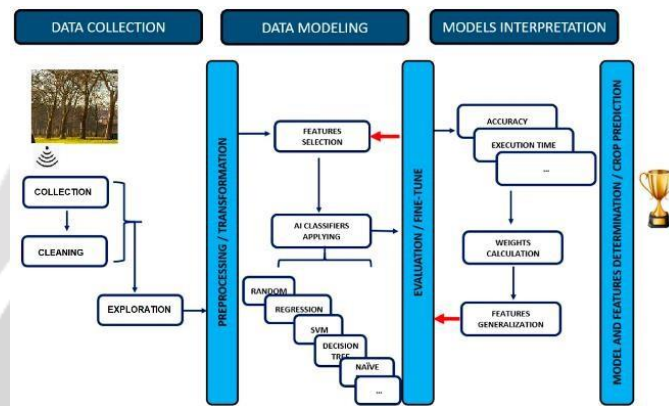 DATA COLLECTION
DATA MODELING
MODELS INTERPRETATION
COLLECTION
CLEANING
EXPLORATION
PREPROCESSING / TRANSFORMATION
FEATURES
SELECTION
AI CLASSIFIERS
APPLYING
RANDOM
REGRESSION
SVM
DECISION
TREE
NAÏVE
...
EVALUATION / FINE-TUNE
ACCURACY
EXECUTION TIME
...
WEIGHTS
CALCULATION
FEATURES
GENERALIZATION
MODEL AND FEATURES DETERMINATION / CROP PREDICTION